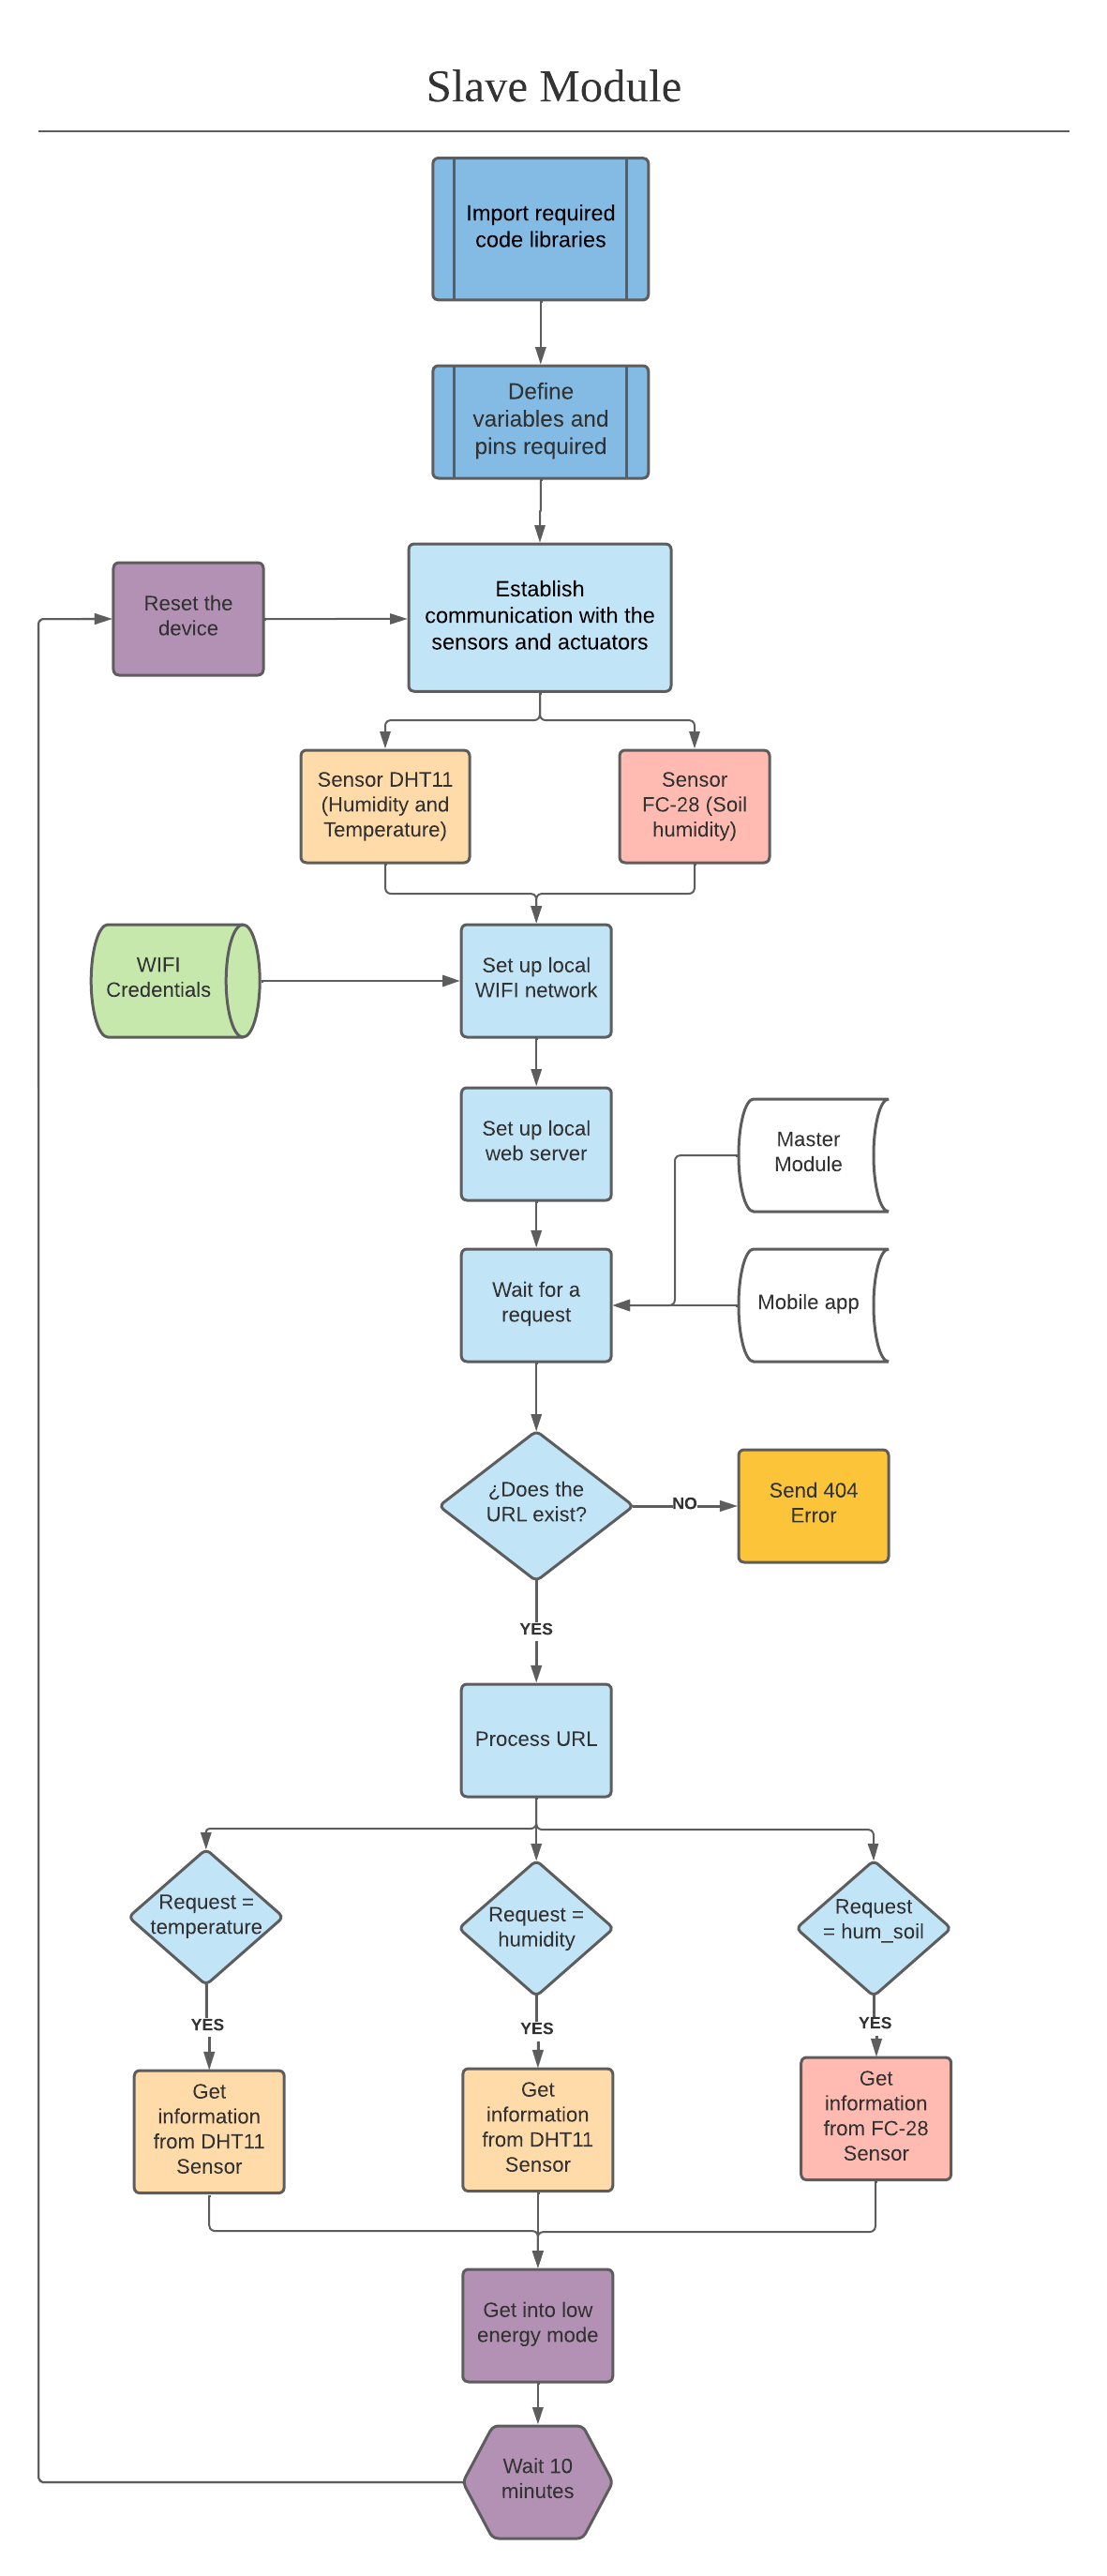 Slave Module
Import required
code libraries
Define
variables and
pins required
Reset the
device
Establish
communication with the
sensors and actuators
Sensor DHT11
(Humidity and
Temperature)
Sensor
FC-28 (Soil
humidity)
WIFI
Credentials
Set up local
WIFI network
Set up local
web server
Master
Module
Wait for a
request
Mobile app
¿Does the
URL exist?
NO
Send 404
Error
YES
Process URL
Request =
temperature
Request =
humidity
Request
= hum_soil
YES
YES
YES
Get
information
from DHT11
Sensor
Get
information
from DHT11
Sensor
Get
information
from FC-28
Sensor
Get into low
energy mode
Wait 10
minutes